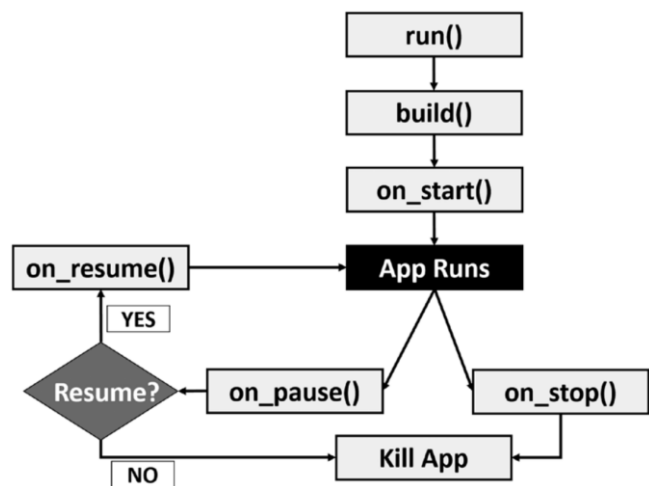 run()
build()
on_start()
on_resume()
App Runs
YES
Resume?
on_pause()
on_stop()
Kill App
NO